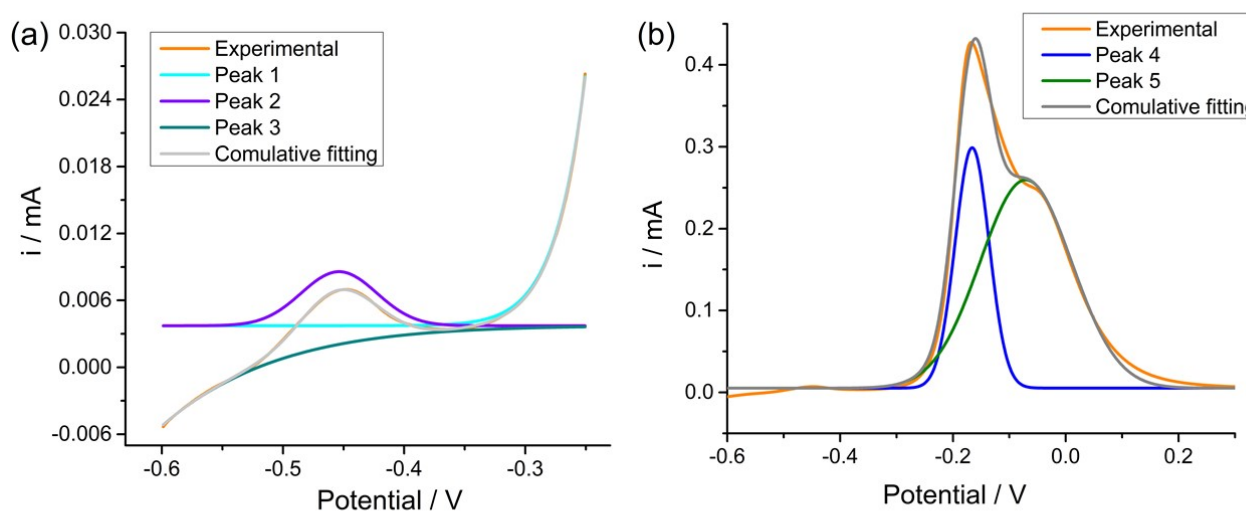 (a)
0.030
0.024
0.018
0.012
0.006
0.000
-0.006
i / mA
Experimental
Peak 1
Peak 2
Peak 3
Comulative fitting
-0.6
-0.5
-0.4
-0.3
Potential / V
(b)
0.4
0.3
0.2
0.1
0.0
i / mA
Experimental
Peak 4
Peak 5
Comulative fitting
-0.6
-0.4
-0.2
0.0
0.2
Potential / V